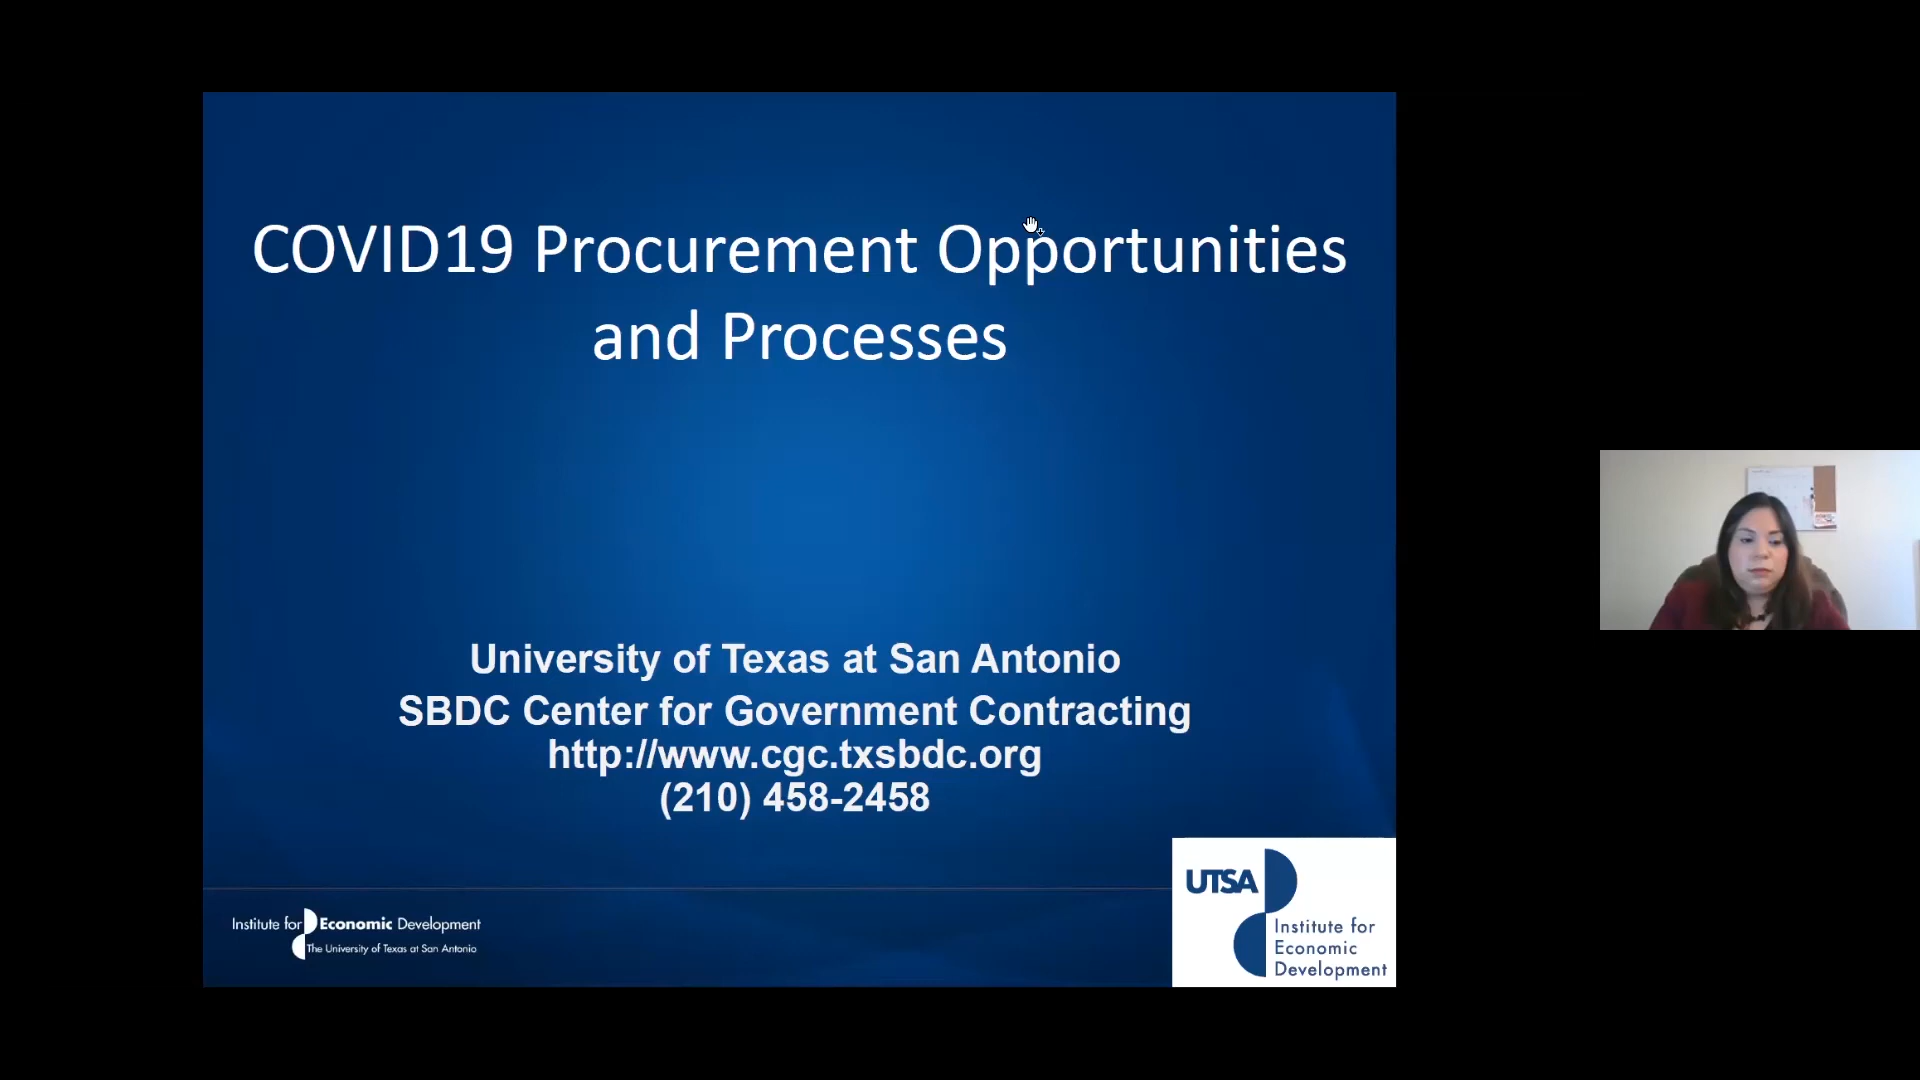 COVID19 Procurement Opportunities
and Processes
University of Texas at San Antonio
SBDC Center for Government Contracting
http://www.cgc.txsbdc.org
(210) 458-2458
Institute for Economic Development
The University of Texas at San Antonio
UTSA
Institute for
Economic
Development